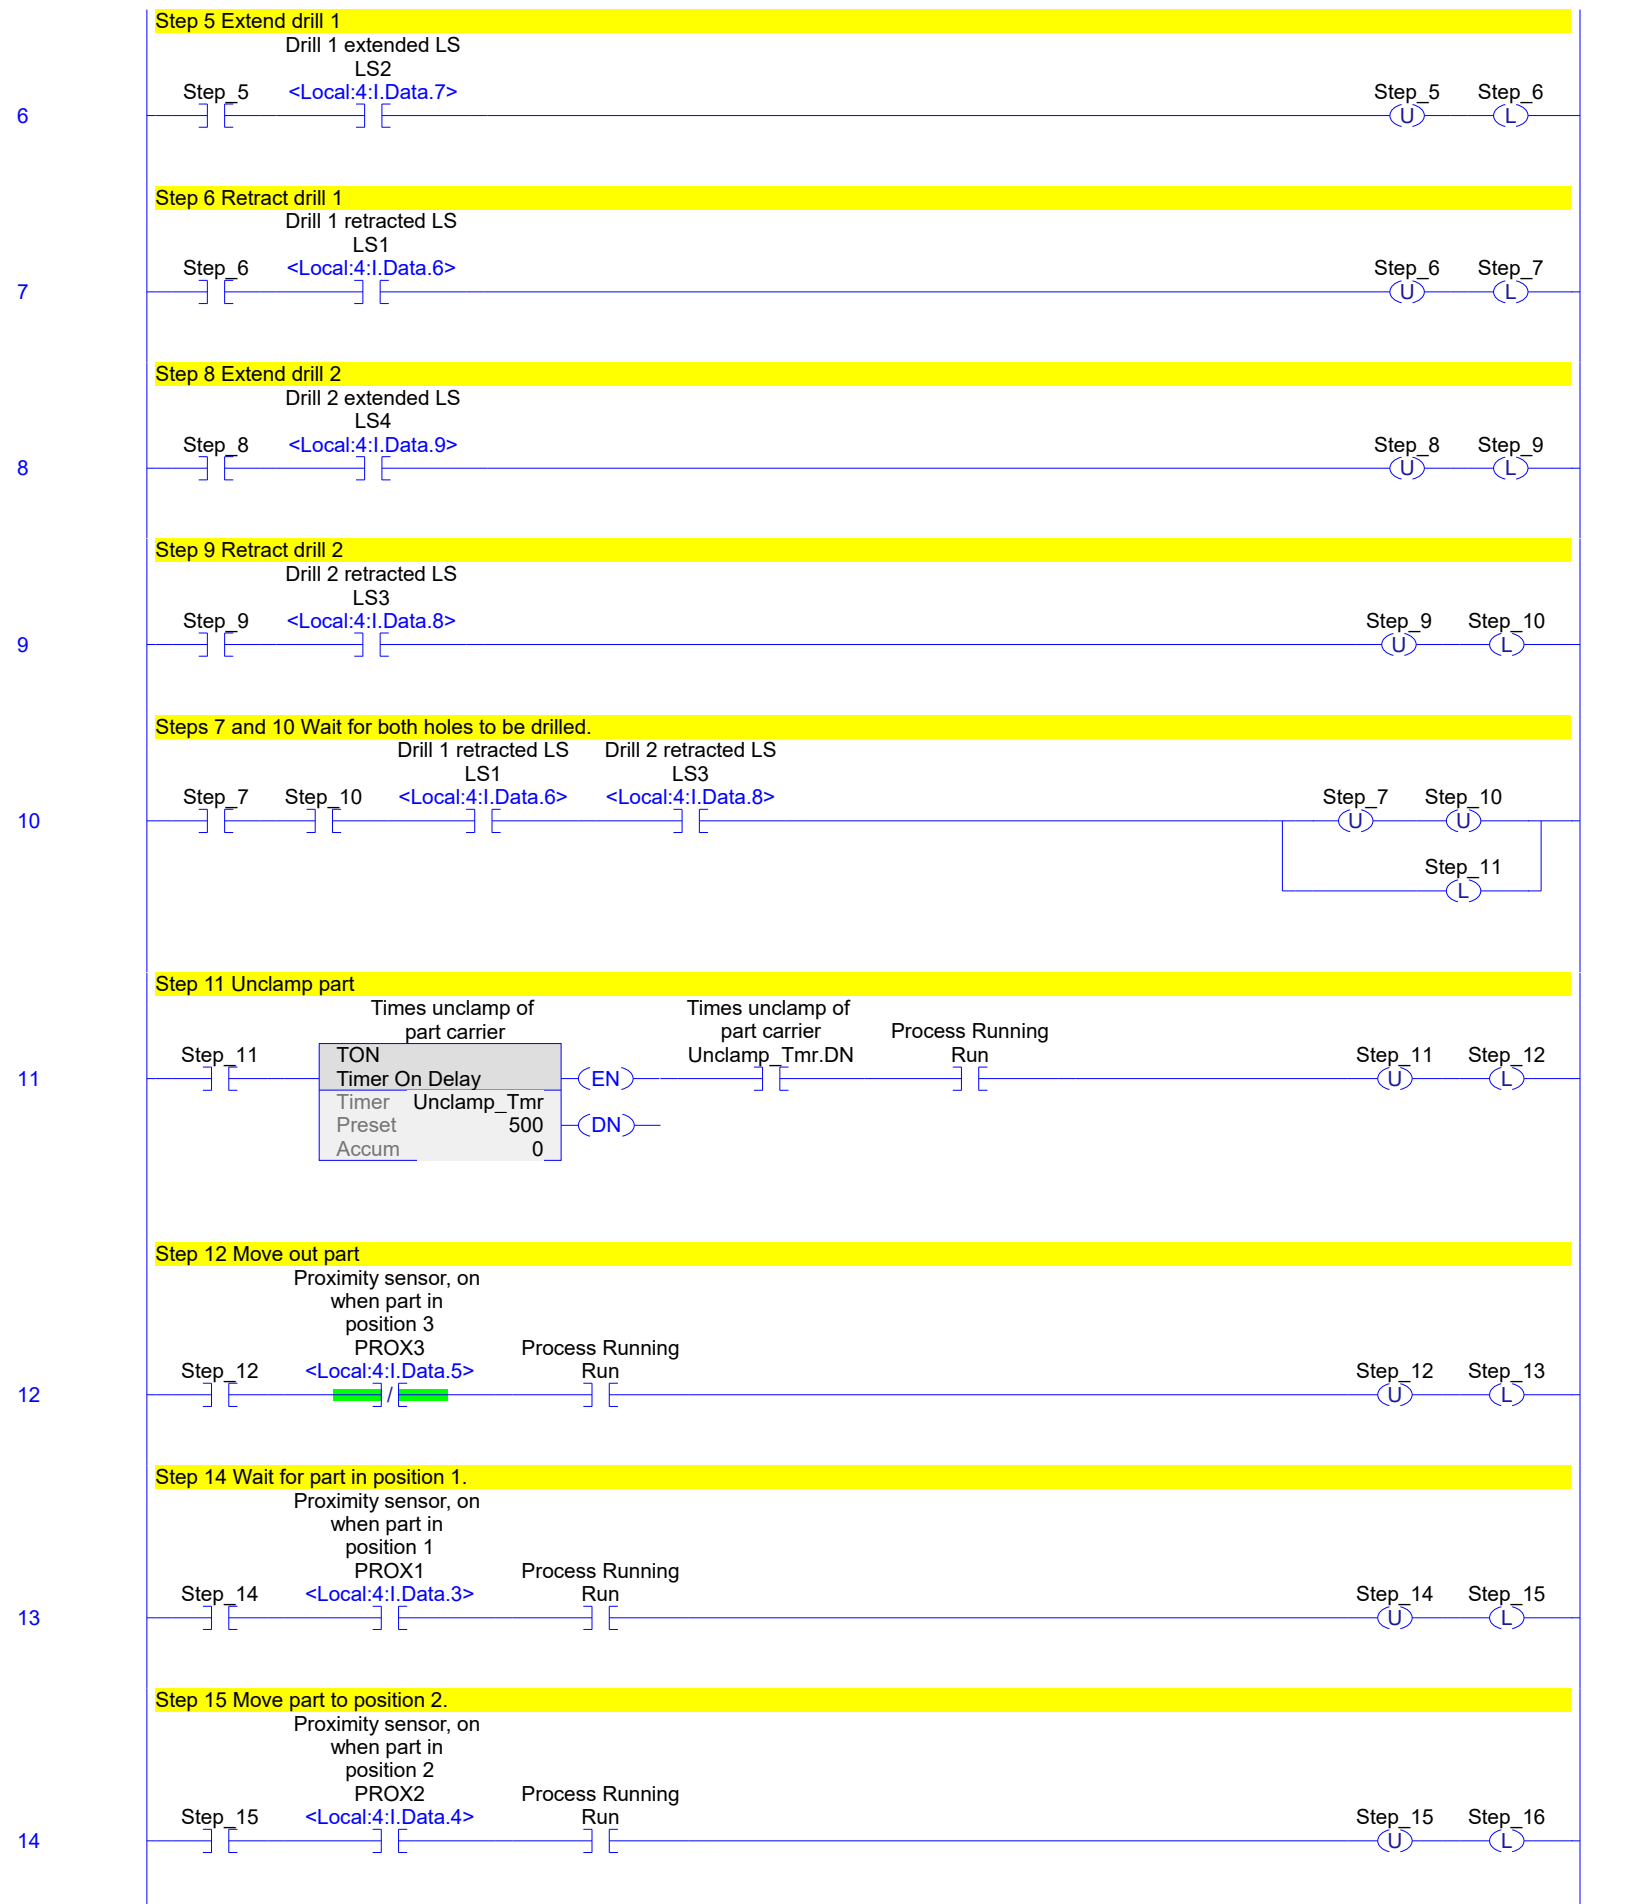 Step 5 Extend drill 1
Drill 1 extended LS
LS2
Step_5 <Local:4:I.Data.7> Step_5 Step_6
6 U L
Step 6 Retract drill 1
Drill 1 retracted LS
LS1
Step_6 <Local:4:I.Data.6> Step_6 Step_7
7 U L
Step 8 Extend drill 2
Drill 2 extended LS
LS4
Step_8 <Local:4:I.Data.9> Step_8 Step_9
8 U L
Step 9 Retract drill 2
Drill 2 retracted LS
LS3
Step_9 <Local:4:I.Data.8> Step_9 Step_10
9 U L
Steps 7 and 10 Wait for both holes to be drilled.
Drill 1 retracted LS Drill 2 retracted LS
LS1 LS3
Step_7 Step_10 <Local:4:I.Data.6> <Local:4:I.Data.8> Step_7 Step_10
10 U U
Step_11
L
Step 11 Unclamp part
Times unclamp of Times unclamp of
part carrier part carrier Process Running
Step_11 TON Unclamp_Tmr.DN Run Step_11 Step_12
11 Timer On Delay EN U L
Timer Unclamp_Tmr
Preset 500 DN
Accum 0
Step 12 Move out part
Proximity sensor, on
when part in
position 3
PROX3 Process Running
Step_12 <Local:4:I.Data.5> Run Step_12 Step_13
12 / U L
Step 14 Wait for part in position 1.
Proximity sensor, on
when part in
position 1
PROX1 Process Running
Step_14 <Local:4:I.Data.3> Run Step_14 Step_15
13 U L
Step 15 Move part to position 2.
Proximity sensor, on
when part in
position 2
PROX2 Process Running
Step_15 <Local:4:I.Data.4> Run Step_15 Step_16
14 U L